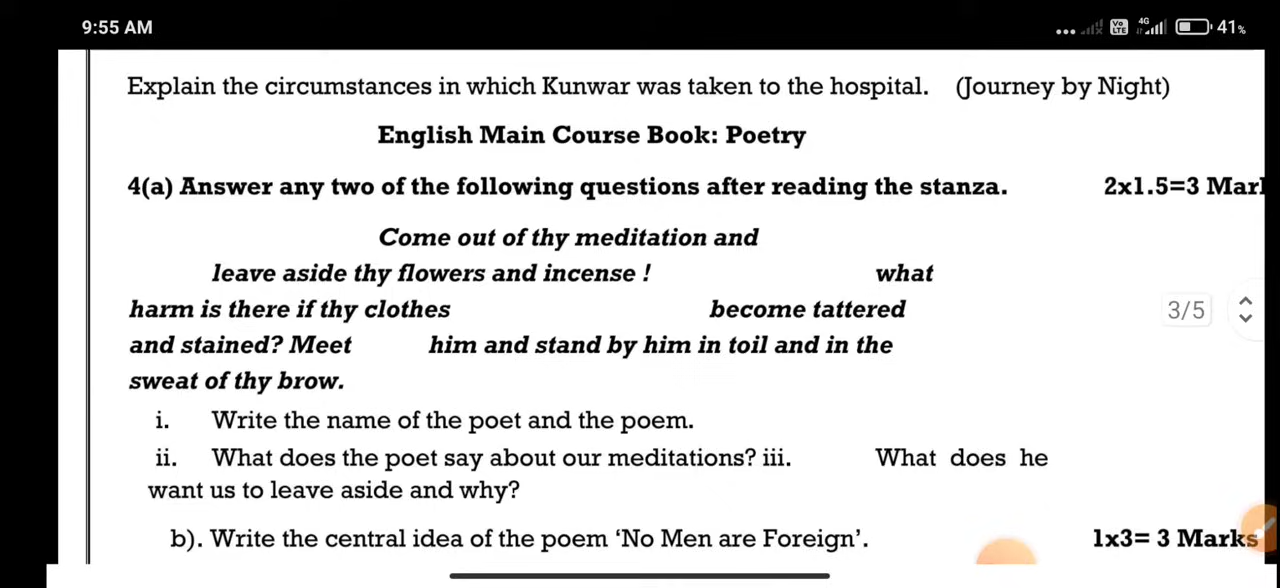 9:55 AM ... Vo LTE 4G 41%
Explain the circumstances in which Kunwar was taken to the hospital. (Journey by Night)
English Main Course Book: Poetry
4(a) Answer any two of the following questions after reading the stanza. 2x1.5=3 Mar
Come out of thy meditation and
leave aside thy flowers and incense ! what
harm is there if thy clothes become tattered
and stained? Meet him and stand by him in toil and in the
sweat of thy brow.
i. Write the name of the poet and the poem.
ii. What does the poet say about our meditations? iii. What does he
want us to leave aside and why?
b). Write the central idea of the poem ‘No Men are Foreign’. 1x3= 3 Marks
3/5